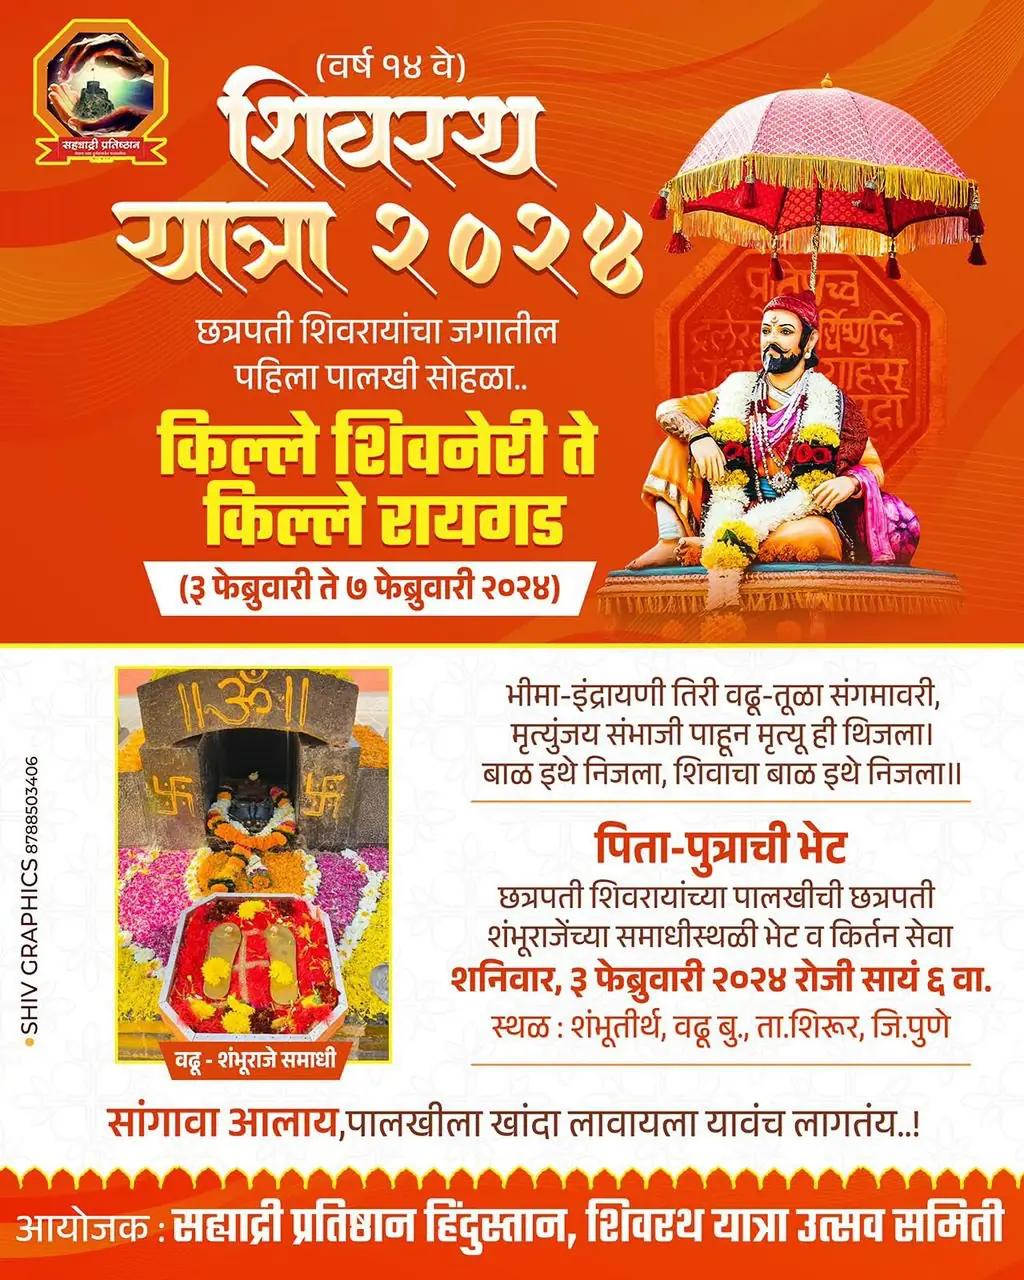 (वर्ष १४ वे)
शिवरथ
यात्रा २०२४
छत्रपती शिवरायांचा जगातील
पहिला पालखी सोहळा..
किल्ले शिवनेरी ते
किल्ले रायगड
(३ फेब्रुवारी ते ७ फेब्रुवारी २०२४)
सह्याद्री प्रतिष्ठान
प्रतिपच्च
॥ॐ॥
भीमा-इंद्रायणी तिरी वढू-तूळा संगमावरी,
मृत्युंजय संभाजी पाहून मृत्यू ही थिजला।
बाळ इथे निजला, शिवाचा बाळ इथे निजला॥
पिता-पुत्राची भेट
छत्रपती शिवरायांच्या पालखीची छत्रपती
शंभूराजेंच्या समाधीस्थळी भेट व किर्तन सेवा
शनिवार, ३ फेब्रुवारी २०२४ रोजी सायं ६ वा.
स्थळ : शंभूतीर्थ, वढू बु., ता.शिरूर, जि.पुणे
वढू - शंभूराजे समाधी
SHIV GRAPHICS 8788503406
सांगावा आलाय,पालखीला खांदा लावायला यावंच लागतंय..!
आयोजक : सह्याद्री प्रतिष्ठान हिंदुस्तान, शिवरथ यात्रा उत्सव समिती